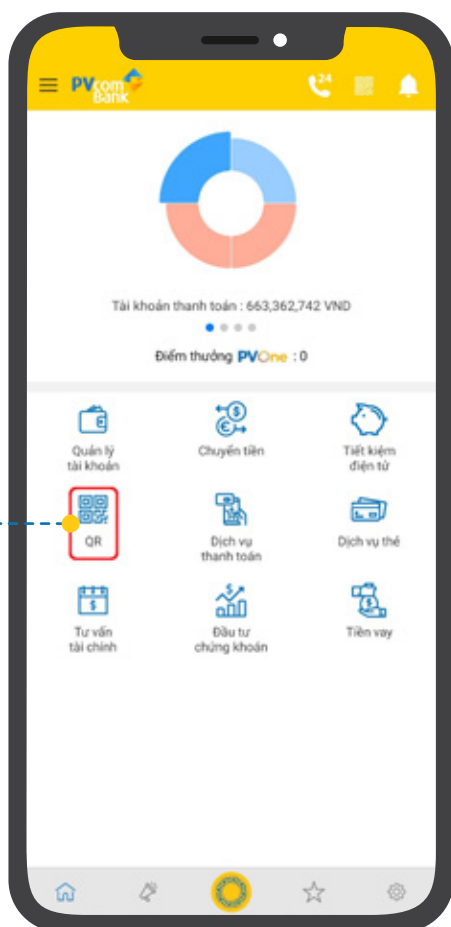 PVcom
Bank
24
Tài khoản thanh toán : 663,362,742 VND
Điểm thưởng PVOne : 0
Quản lý
tài khoản
Chuyển tiền
Tiết kiệm
điện tử
QR
Dịch vụ
thanh toán
Dịch vụ thẻ
Tư vấn
tài chính
Đầu tư
chứng khoán
Tiền vay